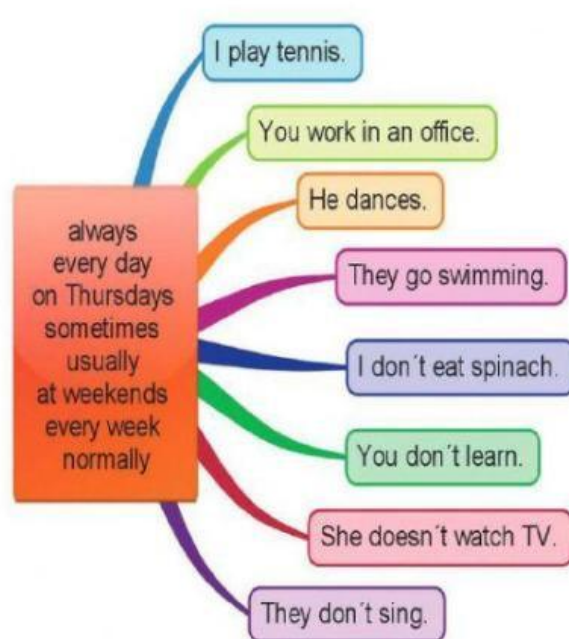 I play tennis.
You work in an office.
He dances.
They go swimming.
always
every day
on Thursdays
sometimes
usually
at weekends
every week
normally
I don´t eat spinach.
You don´t learn.
She doesn´t watch TV.
They don´t sing.